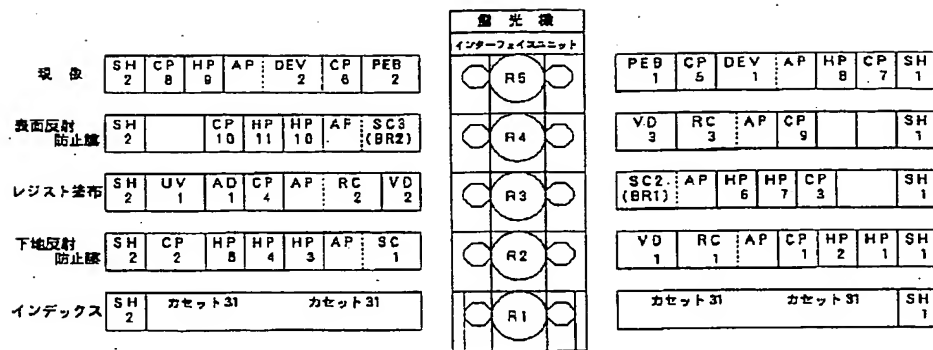 露光機
インターフェイスユニット
現像
SH 2
CP 8
HP 9
AP
DEV 2
CP 6
PEB 2
R5
PEB 1
CP 5
DEV 1
AP
HP 8
CP 7
SH 1
表面反射
防止膜
SH 2
CP 10
HP 11
HP 10
AP
SC3 (BR2)
R4
VD 3
RC 3
AP
CP 9
SH 1
レジスト塗布
SH 2
UV 1
AD 1
CP 4
AP
RC 2
VD 2
R3
SC2. (BR1)
AP
HP 6
HP 7
CP 3
SH 1
下地反射
防止膜
SH 2
CP 2
HP
HP 4
HP 3
AP
SC 1
R2
VD 1
RC 1
AP
CP 1
HP 2
HP 1
SH 1
インデックス
SH 2
カセット31
カセット31
R1
カセット31
カセット31
SH 1